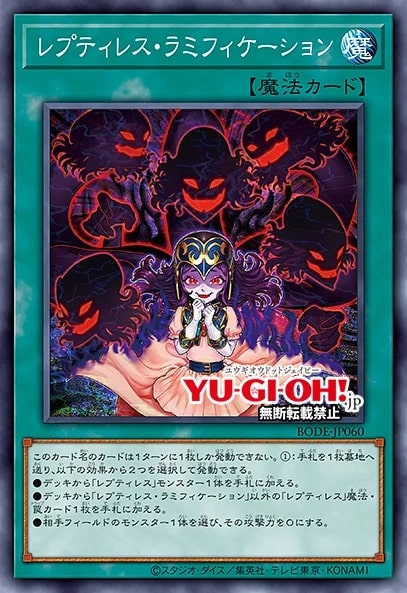 レプティレス・ラミフィケーション 魔
【魔法カード】
ユウギオウドットジェイピー
YU-GI-OH!.jp
無断転載禁止
BODE-JP060
このカード名のカードは1ターンに1枚しか発動できない。①:手札を1枚墓地へ
送り、以下の効果から2つを選択して発動できる。
●デッキから「レプティレス」モンスター1体を手札に加える。
●デッキから「レプティレス・ラミフィケーション」以外の「レプティレス」魔法・
罠カード1枚を手札に加える。
●相手フィールドのモンスター1体を選び、その攻撃力を0にする。
©スタジオ・ダイス/集英社・テレビ東京・KONAMI